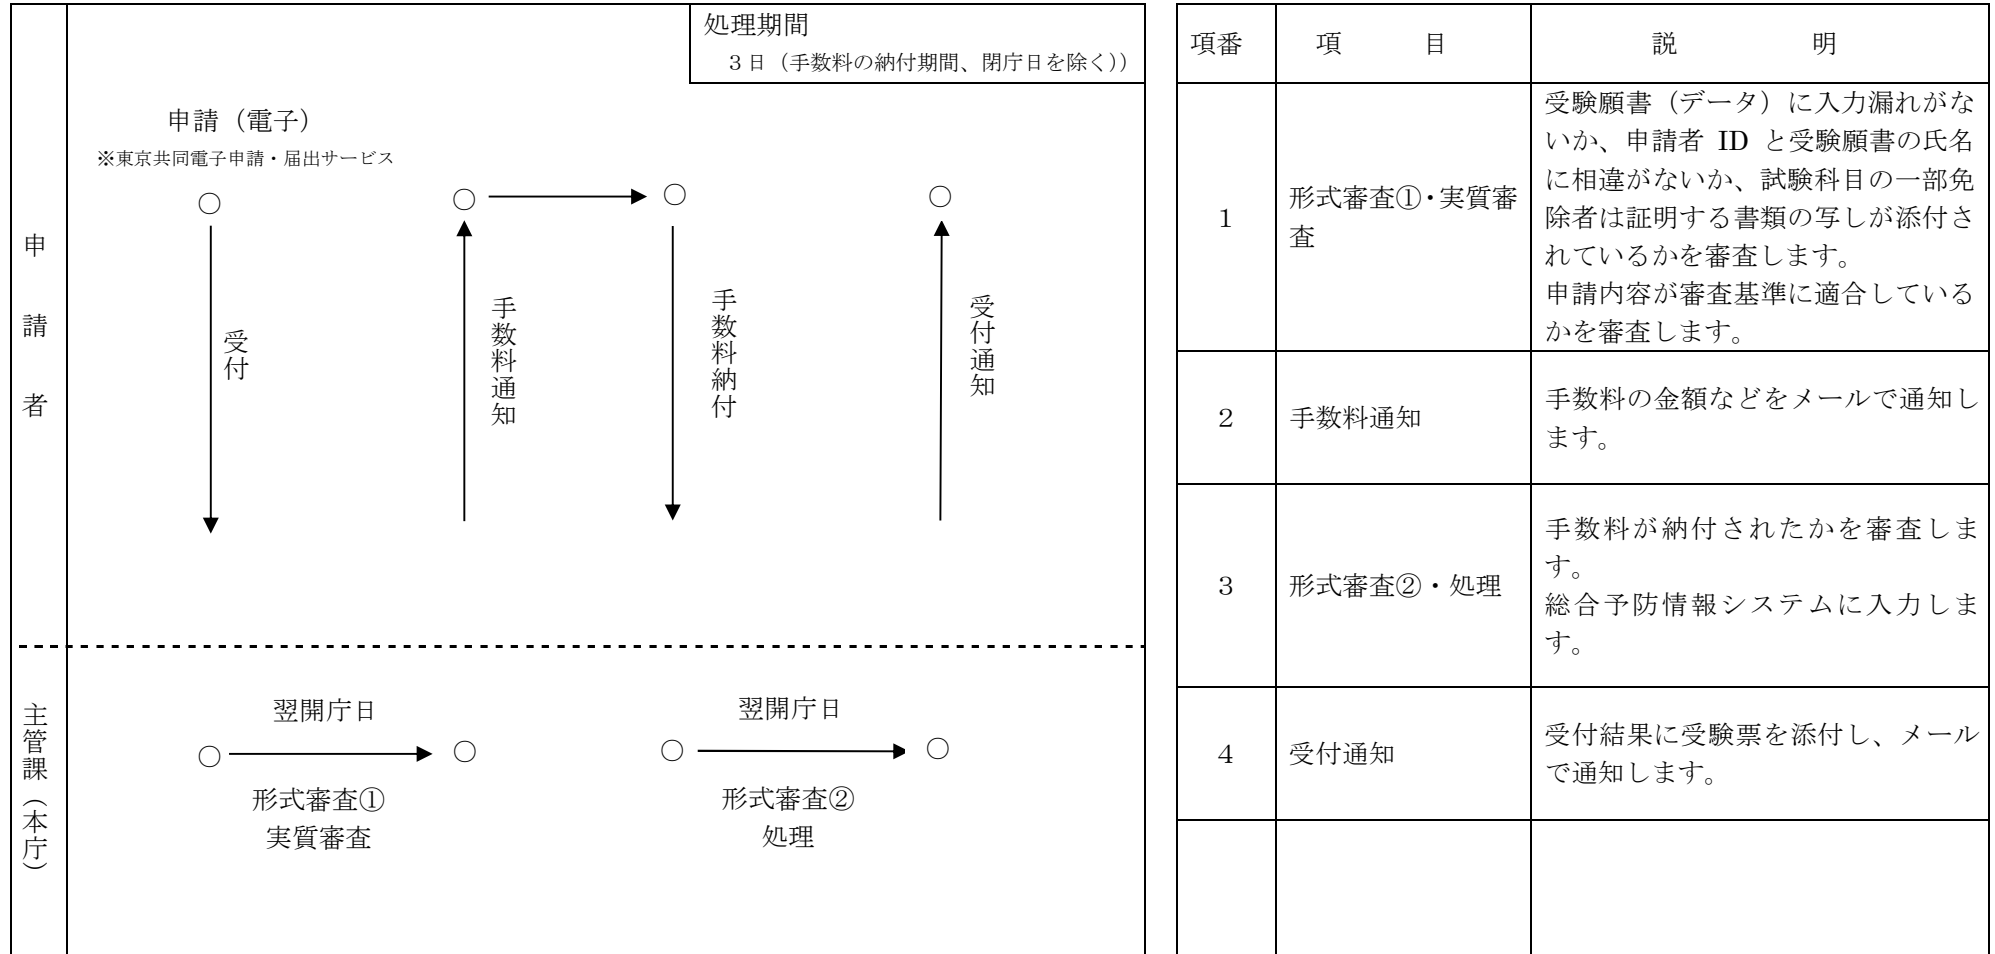 処理期間
３日（手数料の納付期間、閉庁日を除く））
申請（電子）
※東京共同電子申請・届出サービス
申請者
受付
手数料通知
手数料納付
受付通知
主管課（本庁）
翌開庁日
形式審査①
実質審査
翌開庁日
形式審査②
処理
項番 項　　目 説　　　明
1
形式審査①・実質審
査
受験願書（データ）に入力漏れがな
いか、申請者 ID と受験願書の氏名
に相違がないか、試験科目の一部免
除者は証明する書類の写しが添付さ
れているかを審査します。
申請内容が審査基準に適合している
かを審査します。
2
手数料通知
手数料の金額などをメールで通知し
ます。
3
形式審査②・処理
手数料が納付されたかを審査しま
す。
総合予防情報システムに入力しま
す。
4
受付通知
受付結果に受験票を添付し、メール
で通知します。